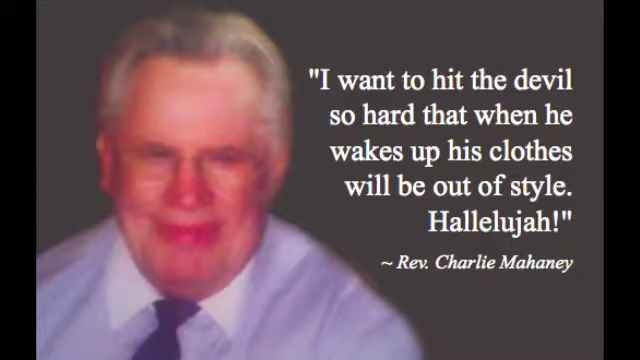 "I want to hit the devil
so hard that when he
wakes up his clothes
will be out of style.
Hallelujah!"
~ Rev. Charlie Mahaney